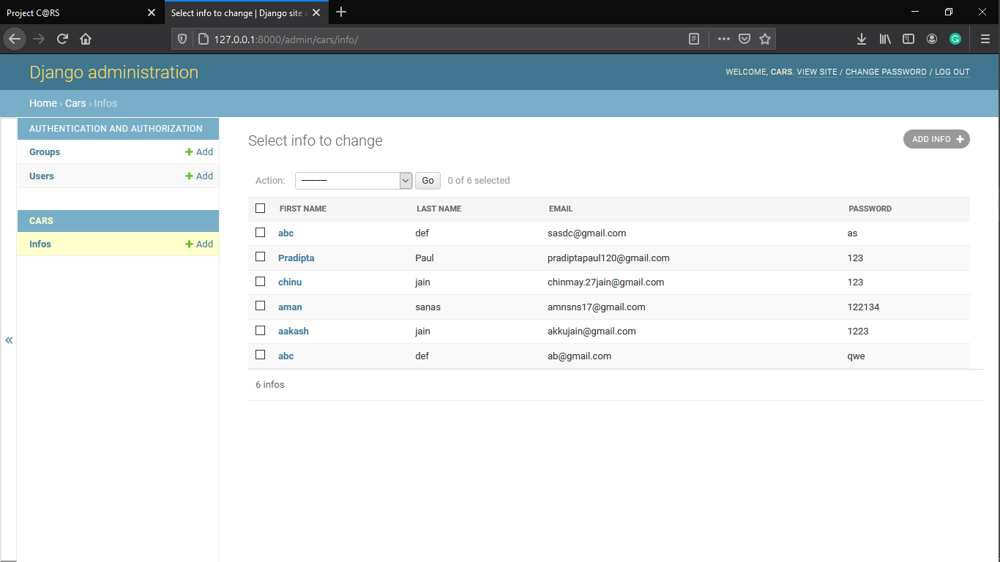 Project C@RS
Select info to change | Django site a
127.0.0.1:8000/admin/cars/info/
Django administration
WELCOME, CARS. VIEW SITE / CHANGE PASSWORD / LOG OUT
Home › Cars › Infos
AUTHENTICATION AND AUTHORIZATION
Groups + Add
Users + Add
CARS
Infos + Add
«
Select info to change
ADD INFO +
Action: --------- Go 0 of 6 selected
FIRST NAME LAST NAME EMAIL PASSWORD
abc def sasdc@gmail.com as
Pradipta Paul pradiptapaul120@gmail.com 123
chinu jain chinmay.27jain@gmail.com 123
aman sanas amnsns17@gmail.com 122134
aakash jain akkujain@gmail.com 1223
abc def ab@gmail.com qwe
6 infos